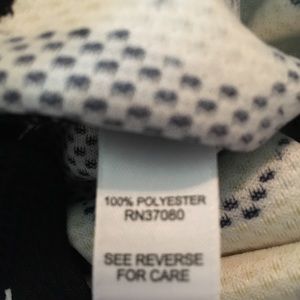 100% POLYESTER
RN37080
SEE REVERSE
FOR CARE